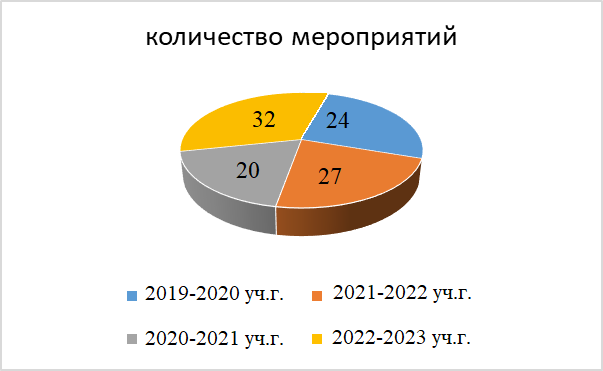 количество мероприятий
32
24
20
27
2019-2020 уч.г.
2021-2022 уч.г.
2020-2021 уч.г.
2022-2023 уч.г.